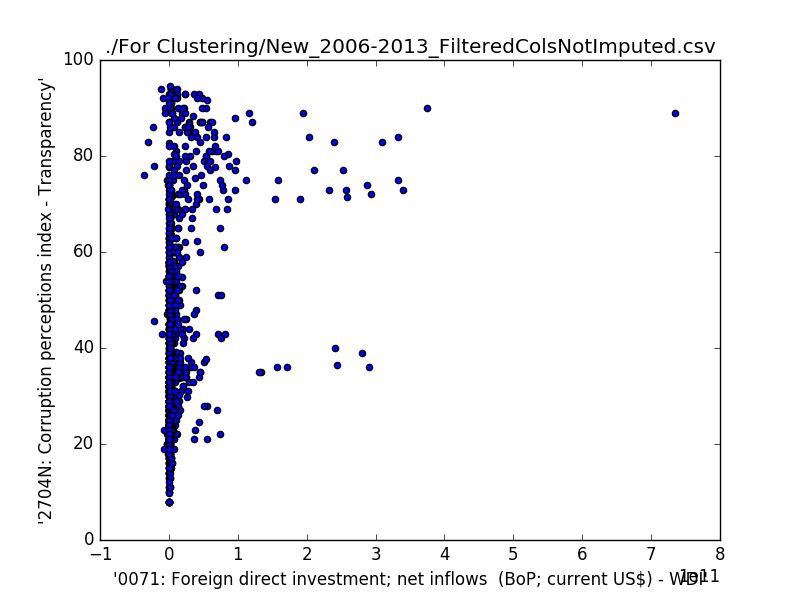 ./For Clustering/New_2006-2013_FilteredColsNotImputed.csv
100
80
60
40
20
0
'2704N: Corruption perceptions index - Transparency'
−1 0 1 2 3 4 5 6 7 8
1e11
'0071: Foreign direct investment; net inflows (BoP; current US$) - WDI'